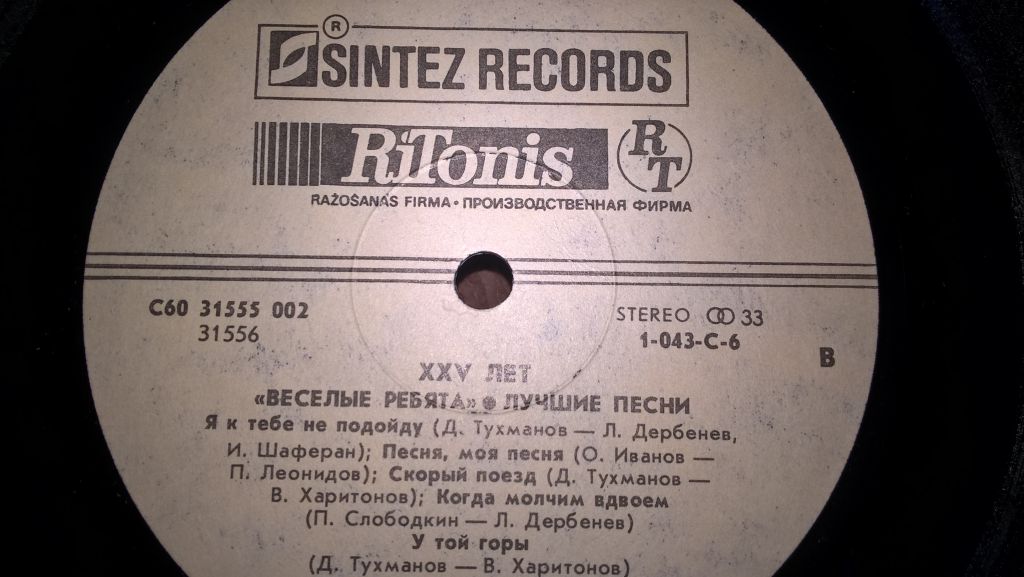 ®
SINTEZ RECORDS
RiTonis RT
RAŽOŠANAS FIRMA • ПРОИЗВОДСТВЕННАЯ ФИРМА
С60 31555 002
31556
STEREO 33
1-043-С-6
В
XXV ЛЕТ
«ВЕСЕЛЫЕ РЕБЯТА» ● ЛУЧШИЕ ПЕСНИ
Я к тебе не подойду (Д. Тухманов — Л. Дербенев,
И. Шаферан); Песня, моя песня (О. Иванов —
П. Леонидов); Скорый поезд (Д. Тухманов —
В. Харитонов); Когда молчим вдвоем
(П. Слободкин — Л. Дербенев)
У той горы
(Д. Тухманов — В. Харитонов)